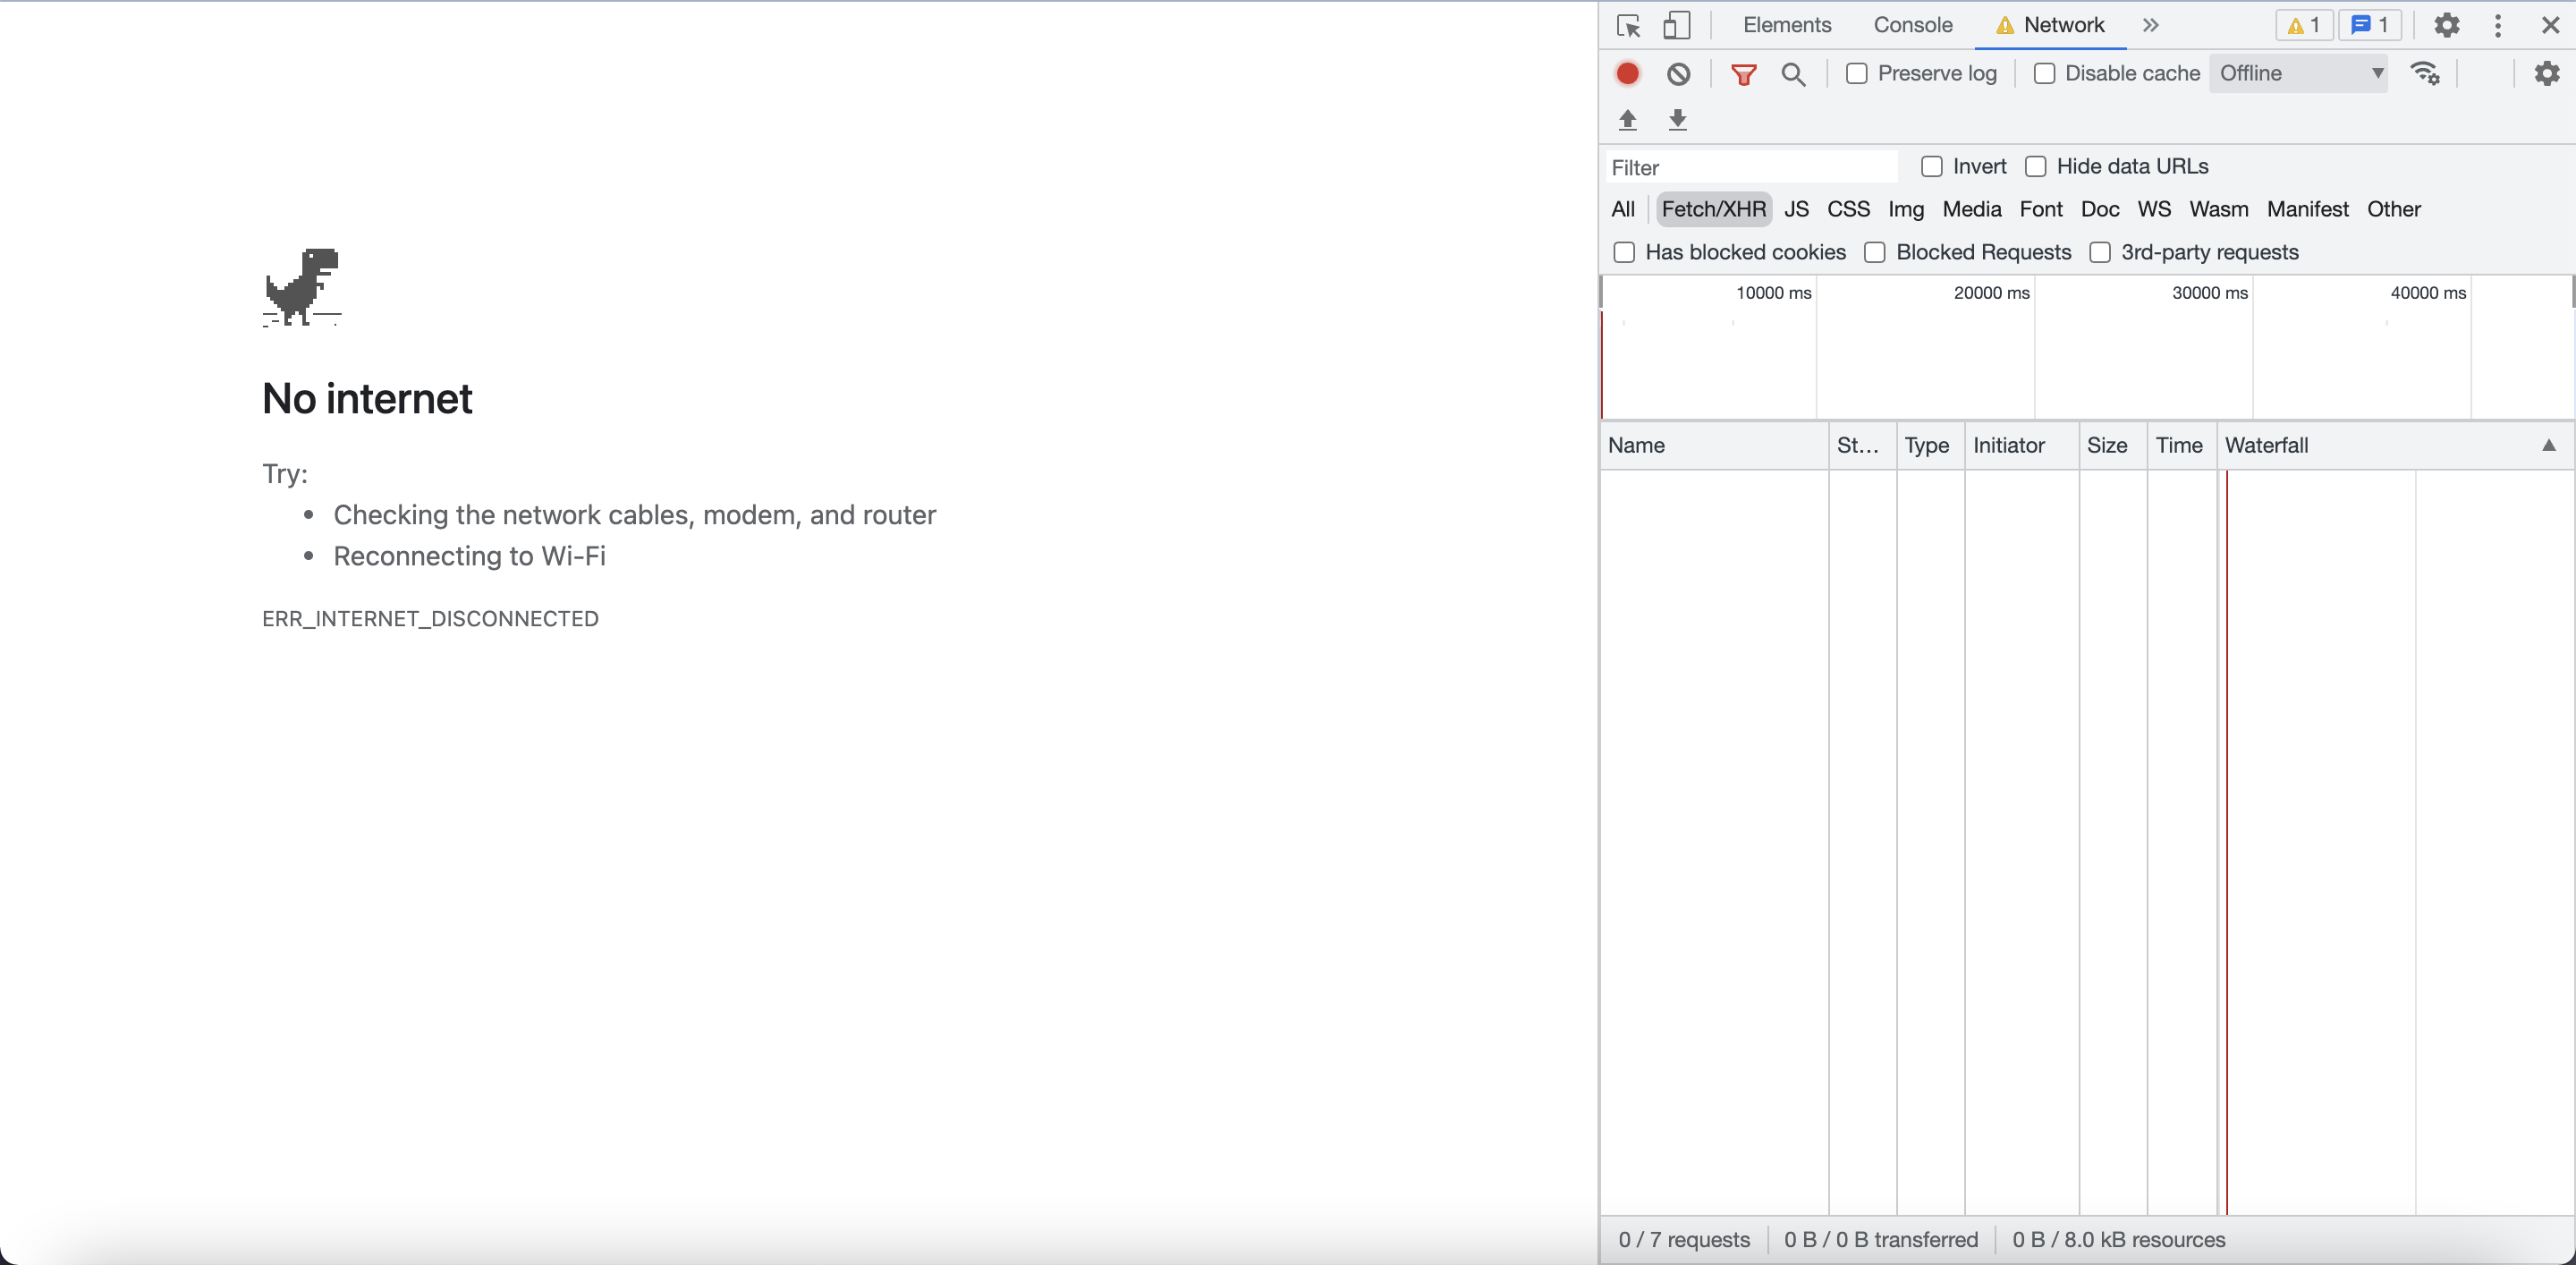 No internet
Try:
• Checking the network cables, modem, and router
• Reconnecting to Wi-Fi
ERR_INTERNET_DISCONNECTED
Elements Console Network 1 1
Preserve log Disable cache Offline
Filter Invert Hide data URLs
All Fetch/XHR JS CSS Img Media Font Doc WS Wasm Manifest Other
Has blocked cookies Blocked Requests 3rd-party requests
10000 ms 20000 ms 30000 ms 40000 ms
Name St... Type Initiator Size Time Waterfall
0 / 7 requests 0 B / 0 B transferred 0 B / 8.0 kB resources